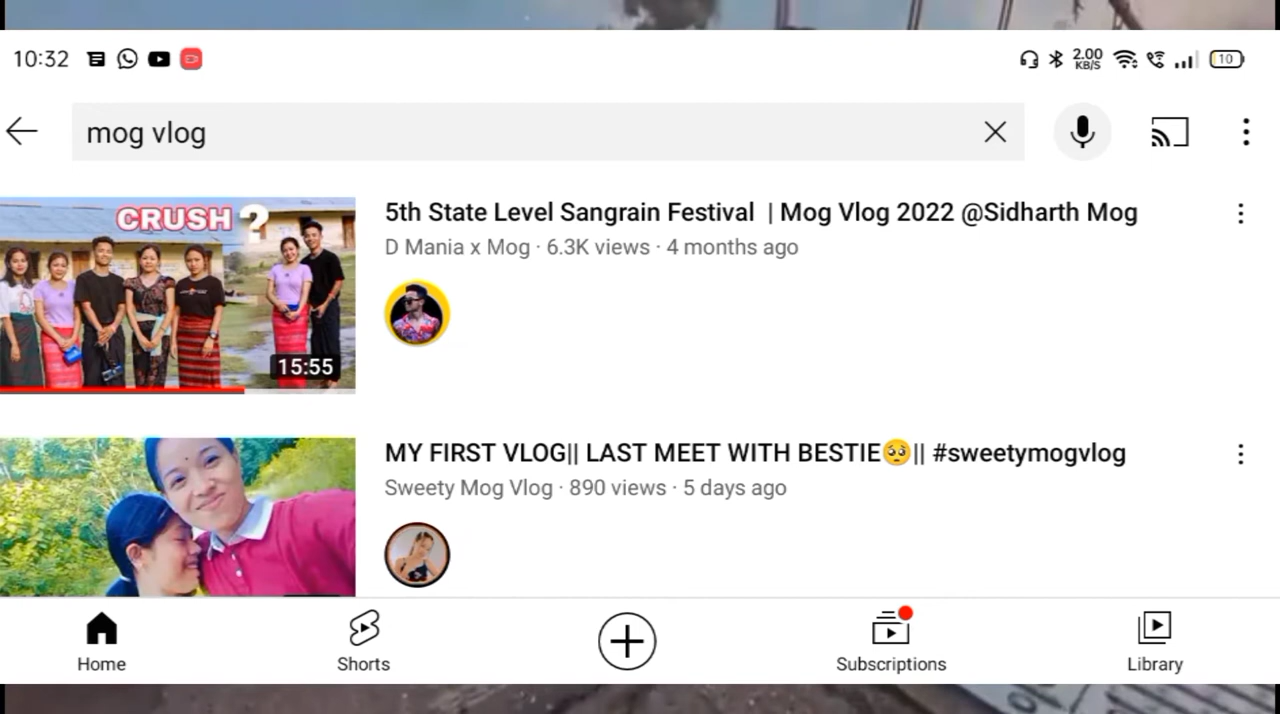 10:32
2.00
KB/S
10
mog vlog
CRUSH ?
15:55
5th State Level Sangrain Festival | Mog Vlog 2022 @Sidharth Mog
D Mania x Mog · 6.3K views · 4 months ago
MY FIRST VLOG|| LAST MEET WITH BESTIE🥺|| #sweetymogvlog
Sweety Mog Vlog · 890 views · 5 days ago
Home
Shorts
Subscriptions
Library